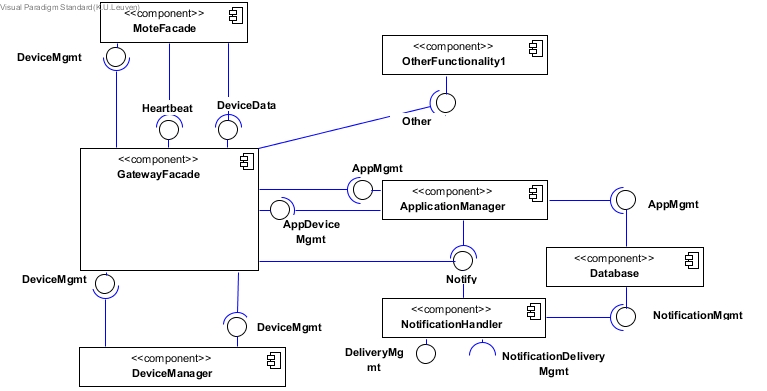 Visual Paradigm Standard(K.U.Leuven)
<<component>>
MoteFacade
DeviceMgmt
<<component>>
OtherFunctionality1
Heartbeat
DeviceData
Other
<<component>>
GatewayFacade
AppMgmt
<<component>>
ApplicationManager
AppMgmt
AppDevice
Mgmt
<<component>>
Database
DeviceMgmt
Notify
<<component>>
NotificationHandler
NotificationMgmt
DeviceMgmt
DeliveryMg
mt
NotificationDelivery
Mgmt
<<component>>
DeviceManager